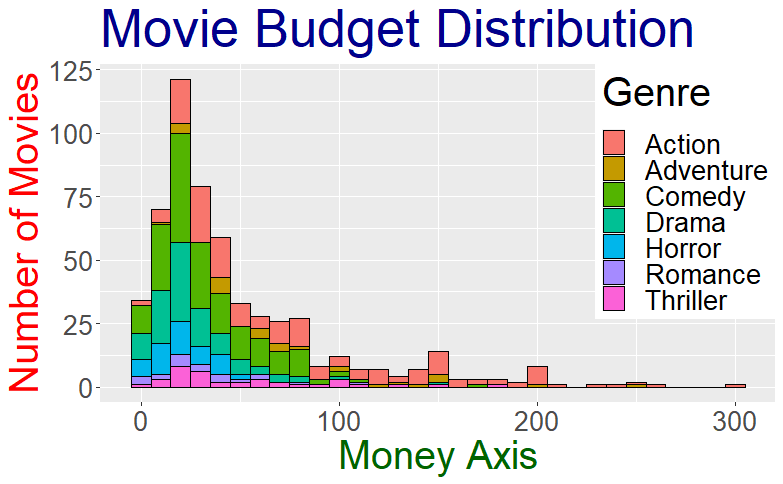 Movie Budget Distribution
Number of Movies
125
100
75
50
25
0
0 100 200 300
Money Axis
Genre
Action
Adventure
Comedy
Drama
Horror
Romance
Thriller